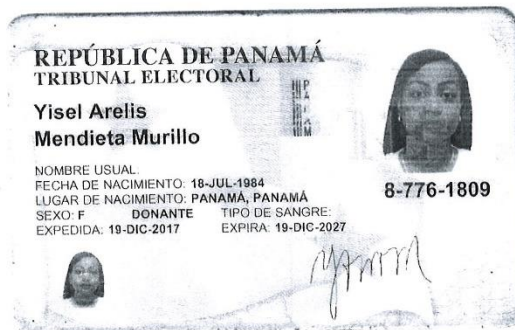 REPÚBLICA DE PANAMÁ
TRIBUNAL ELECTORAL
Yisel Arelis
Mendieta Murillo
NOMBRE USUAL:
FECHA DE NACIMIENTO: 18-JUL-1984
LUGAR DE NACIMIENTO: PANAMÁ, PANAMÁ
SEXO: F DONANTE TIPO DE SANGRE:
EXPEDIDA: 19-DIC-2017 EXPIRA: 19-DIC-2027
8-776-1809